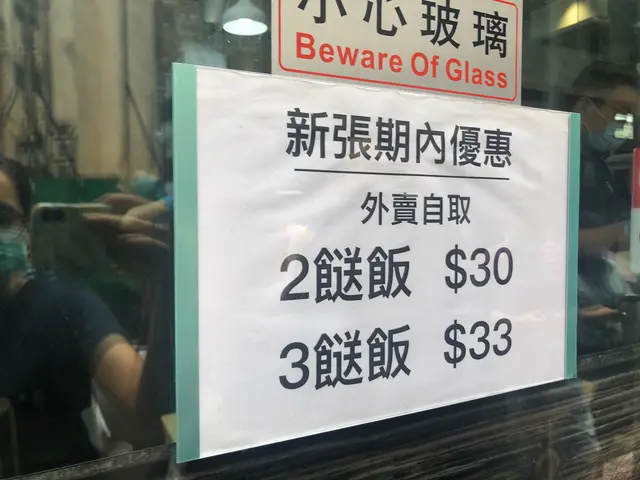 小心玻璃
Beware Of Glass
新張期內優惠
外賣自取
2餸飯 $30
3餸飯 $33